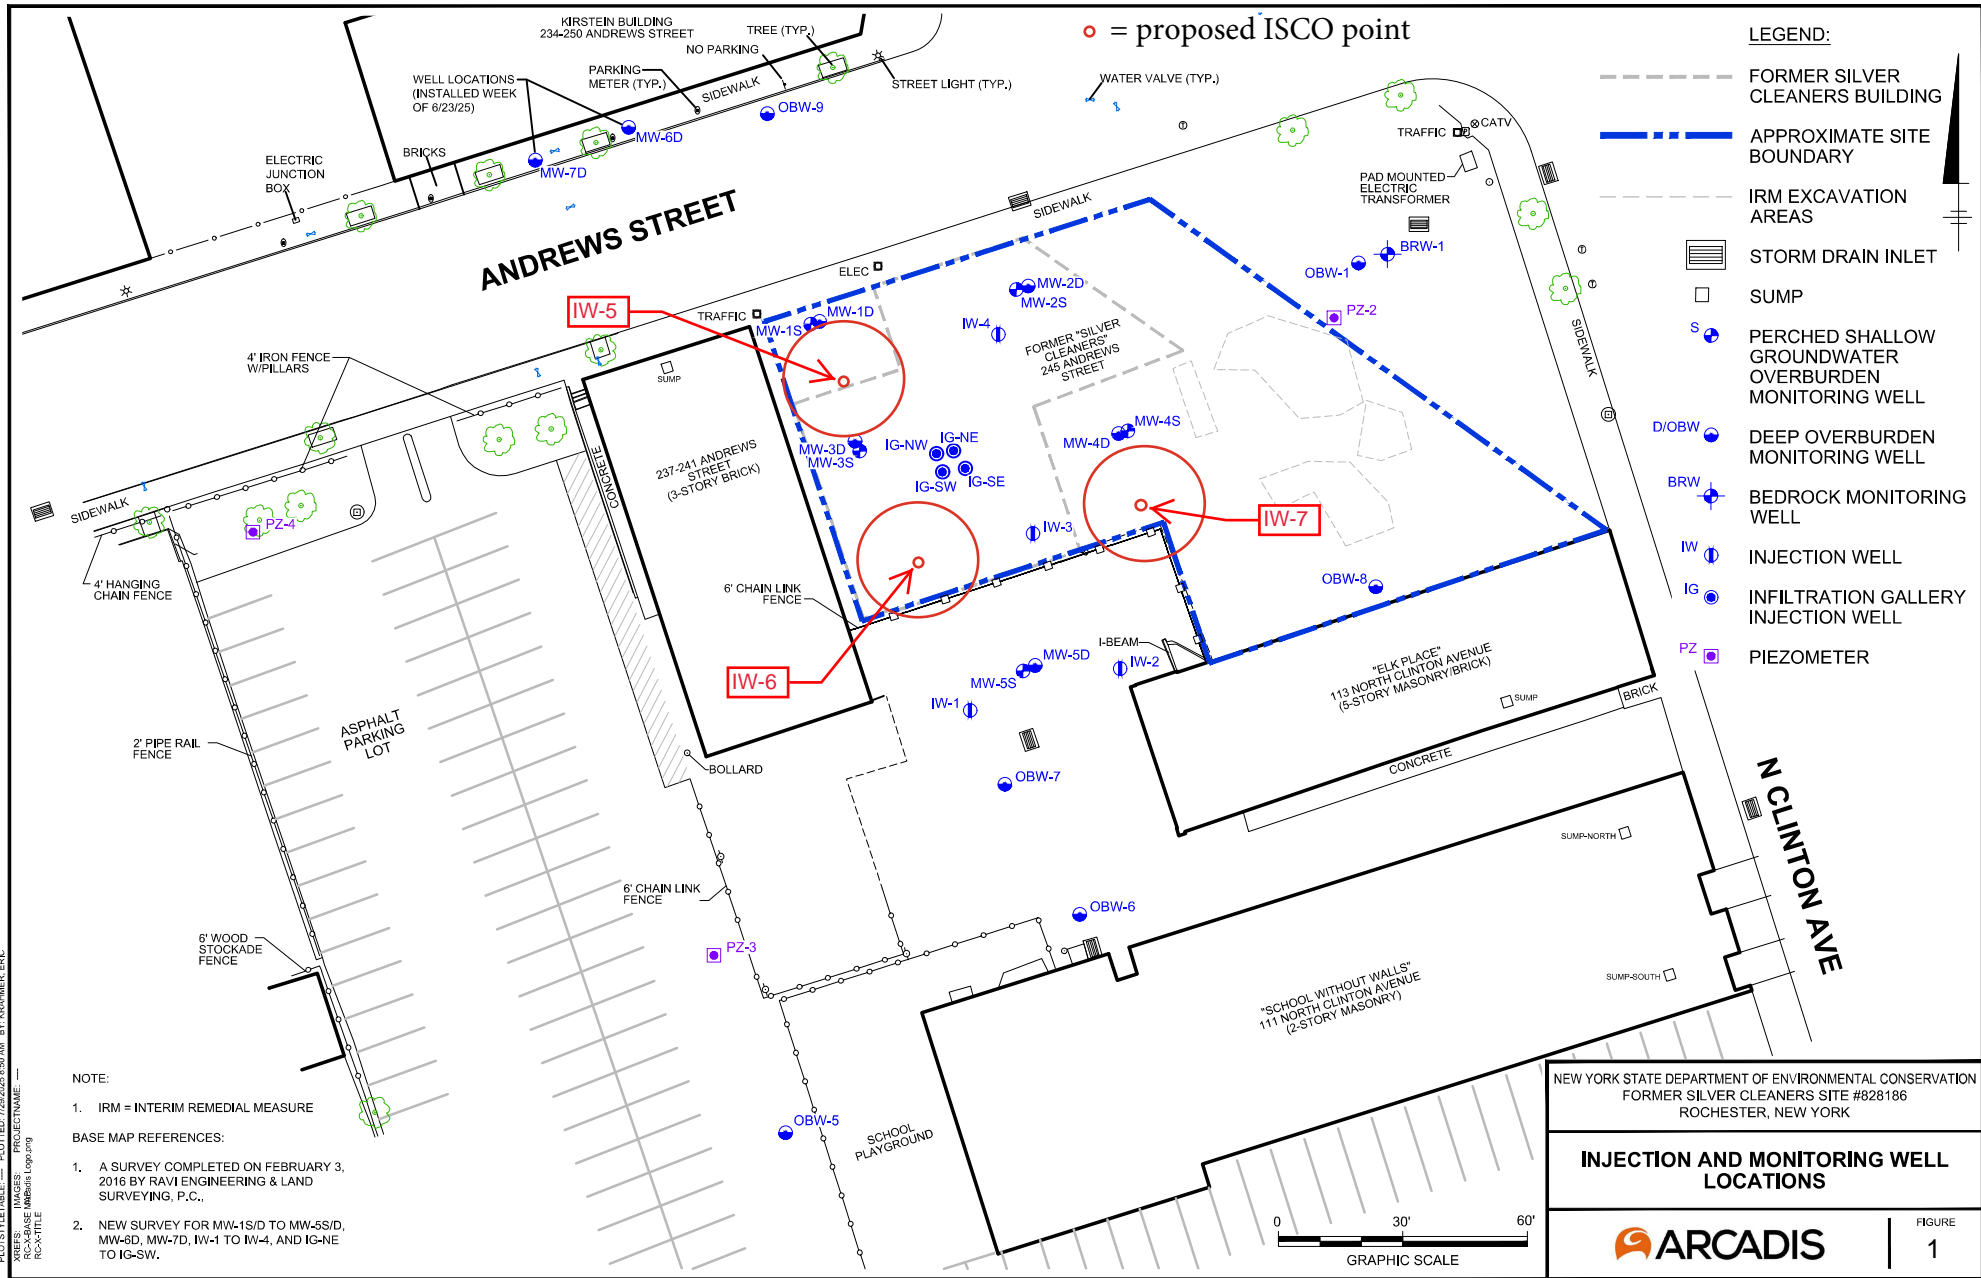 = proposed ISCO point
KIRSTEIN BUILDING
234-250 ANDREWS STREET
TREE (TYP.)
NO PARKING
PARKING
METER (TYP.)
SIDEWALK
STREET LIGHT (TYP.)
WATER VALVE (TYP.)
WELL LOCATIONS
(INSTALLED WEEK
OF 6/23/25)
OBW-9
MW-6D
MW-7D
BRICKS
ELECTRIC
JUNCTION
BOX
ANDREWS STREET
SIDEWALK
TRAFFIC
CATV
PAD MOUNTED
ELECTRIC
TRANSFORMER
BRW-1
OBW-1
PZ-2
SIDEWALK
ELEC
TRAFFIC
IW-5
MW-1S
MW-1D
MW-2D
MW-2S
IW-4
FORMER "SILVER
CLEANERS"
245 ANDREWS
STREET
4' IRON FENCE
W/PILLARS
SUMP
237-241 ANDREWS
STREET
(3-STORY BRICK)
CONCRETE
MW-3D
MW-3S
IG-NW
IG-NE
IG-SW
IG-SE
MW-4S
MW-4D
IW-3
IW-7
SIDEWALK
PZ-4
4' HANGING
CHAIN FENCE
6' CHAIN LINK
FENCE
OBW-8
I-BEAM
MW-5D
MW-5S
IW-2
IW-1
IW-6
"ELK PLACE"
113 NORTH CLINTON AVENUE
(5-STORY MASONRY/BRICK)
SUMP
BRICK
CONCRETE
ASPHALT
PARKING
LOT
2' PIPE RAIL
FENCE
BOLLARD
OBW-7
N CLINTON AVE
SUMP-NORTH
6' CHAIN LINK
FENCE
OBW-6
PZ-3
6' WOOD
STOCKADE
FENCE
"SCHOOL WITHOUT WALLS"
111 NORTH CLINTON AVENUE
(2-STORY MASONRY)
SUMP-SOUTH
OBW-5
SCHOOL
PLAYGROUND
LEGEND:
FORMER SILVER
CLEANERS BUILDING
APPROXIMATE SITE
BOUNDARY
IRM EXCAVATION
AREAS
STORM DRAIN INLET
SUMP
S
PERCHED SHALLOW
GROUNDWATER
OVERBURDEN
MONITORING WELL
D/OBW
DEEP OVERBURDEN
MONITORING WELL
BRW
BEDROCK MONITORING
WELL
IW
INJECTION WELL
IG
INFILTRATION GALLERY
INJECTION WELL
PZ
PIEZOMETER
NOTE:
1. IRM = INTERIM REMEDIAL MEASURE
BASE MAP REFERENCES:
1. A SURVEY COMPLETED ON FEBRUARY 3,
2016 BY RAVI ENGINEERING & LAND
SURVEYING, P.C.,
2. NEW SURVEY FOR MW-1S/D TO MW-5S/D,
MW-6D, MW-7D, IW-1 TO IW-4, AND IG-NE
TO IG-SW.
0 30' 60'
GRAPHIC SCALE
NEW YORK STATE DEPARTMENT OF ENVIRONMENTAL CONSERVATION
FORMER SILVER CLEANERS SITE #828186
ROCHESTER, NEW YORK
INJECTION AND MONITORING WELL
LOCATIONS
ARCADIS
FIGURE
1
XREFS: IMAGES: PROJECTNAME: ----
RC-X-TITLE